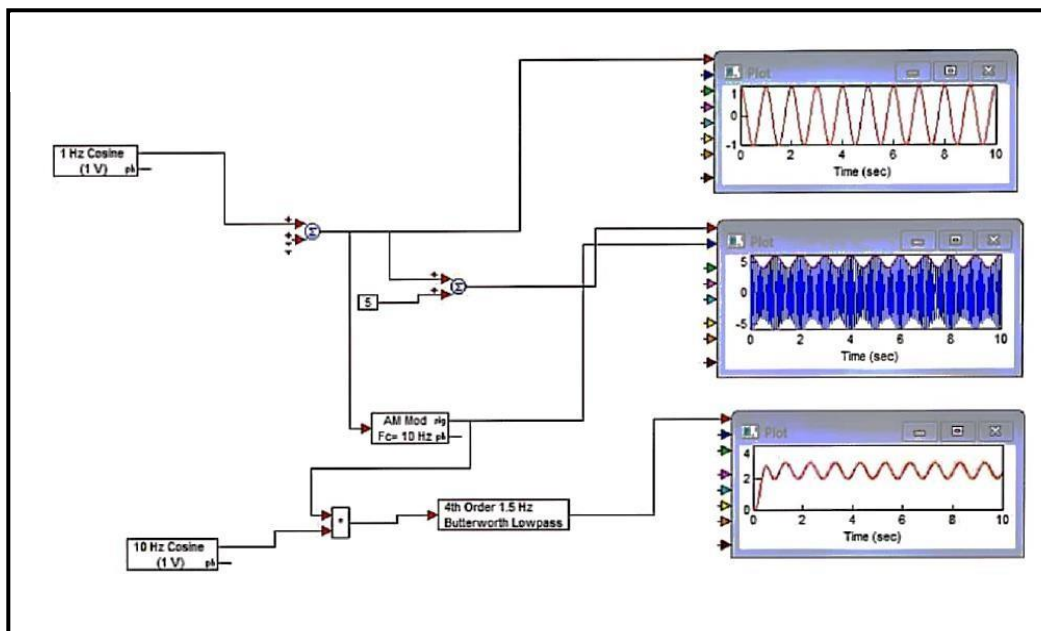 Plot
1
0
-1
0 2 4 6 8 10
Time (sec)
1 Hz Cosine
(1 V) ph
+
+
Σ
+
+
Σ
5
Plot
5
0
-5
0 2 4 6 8 10
Time (sec)
AM Mod sig
Fc= 10 Hz ph
Plot
4
2
0
0 2 4 6 8 10
Time (sec)
*
4th Order 1.5 Hz
Butterworth Lowpass
10 Hz Cosine
(1 V) ph